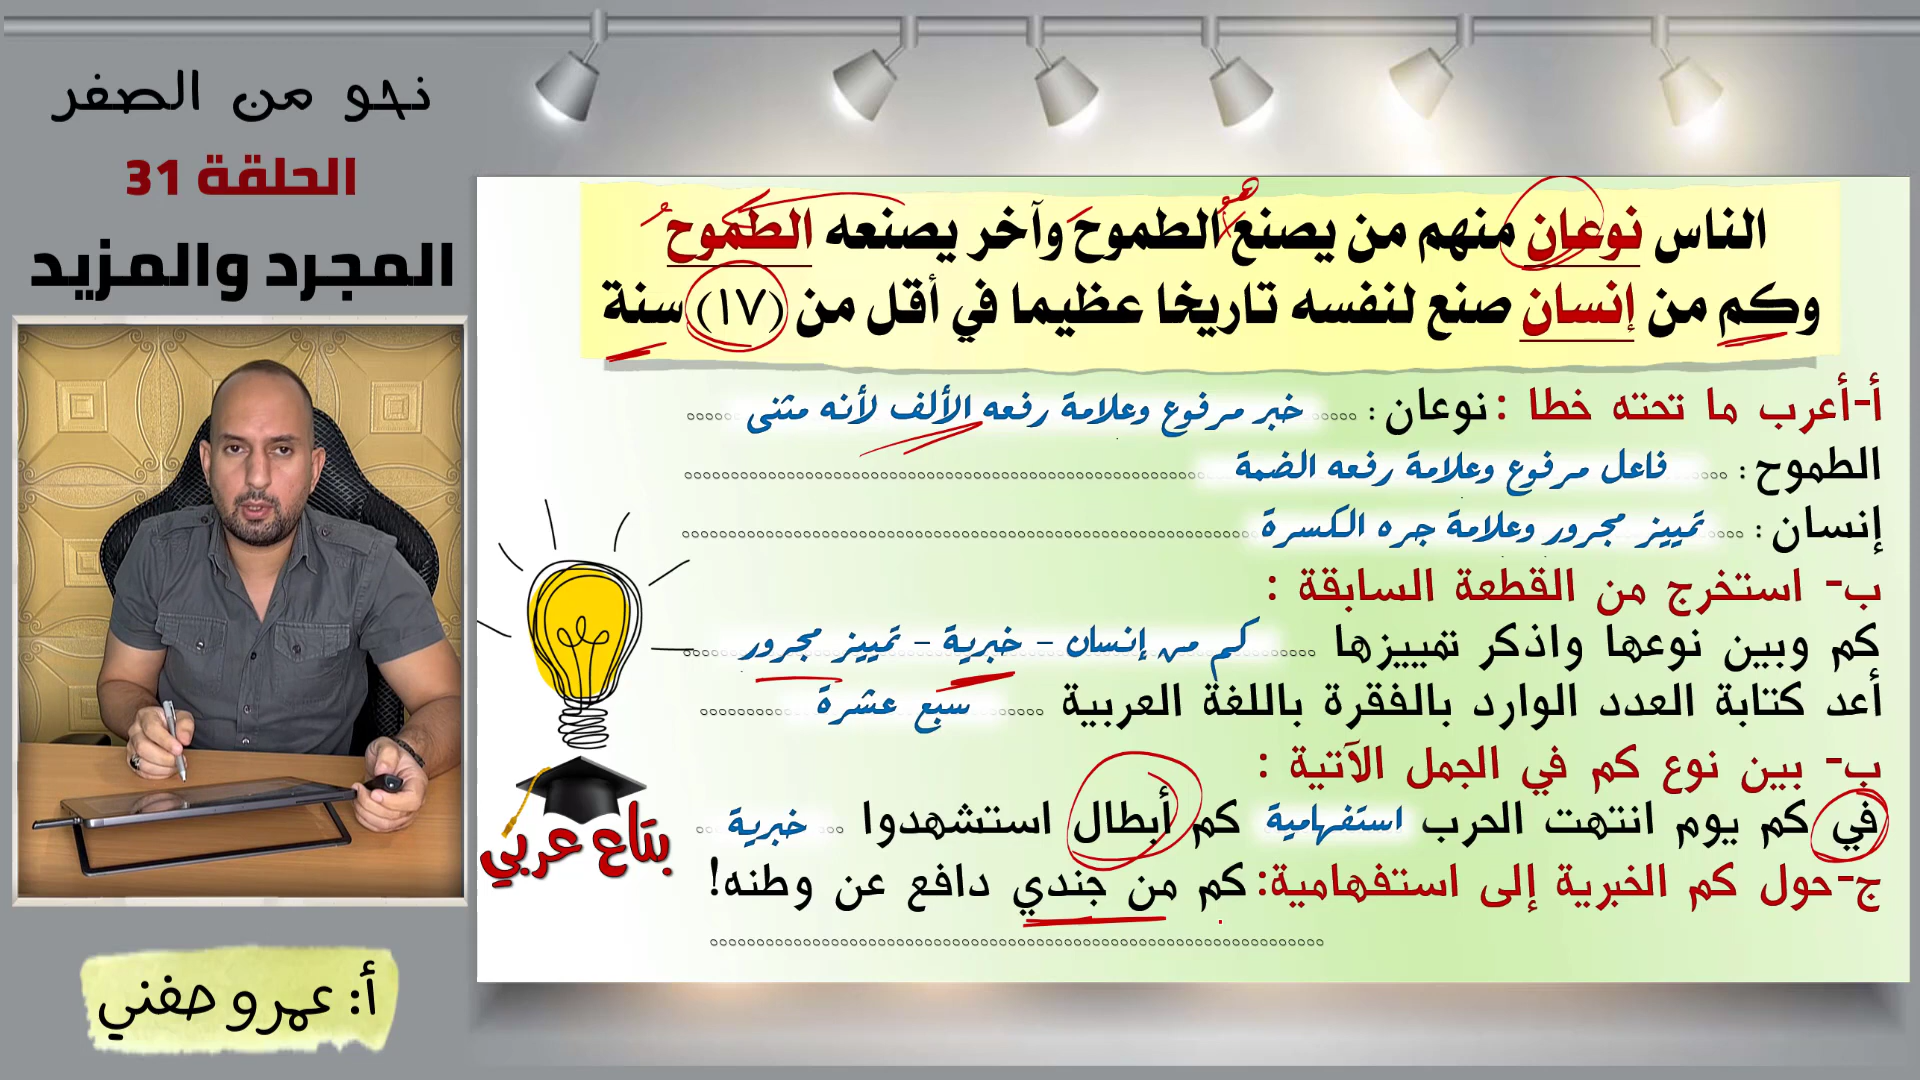 نحو من الصفر
الحلقة 31
المجرد والمزيد
الناس نوعان منهم من يصنع الطموح وآخر يصنعه الطموح
وكم من إنسان صنع لنفسه تاريخا عظيما في أقل من (١٧) سنة
أ-أعرب ما تحته خطا : نوعان : ..... خبر مرفوع وعلامة رفعه الألف لأنه مثنى .....
الطموح : .... فاعل مرفوع وعلامة رفعه الضمة
إنسان : .... تمييز مجرور وعلامة جره الكسرة
ب- استخرج من القطعة السابقة :
كم وبين نوعها واذكر تمييزها ..... كم من إنسان - خبرية - تمييز مجرور
أعد كتابة العدد الوارد بالفقرة باللغة العربية ..... سبع عشرة
ب- بين نوع كم في الجمل الآتية :
في كم يوم انتهت الحرب استفهامية كم أبطال استشهدوا ... خبرية
ج-حول كم الخبرية إلى استفهامية: كم من جندي دافع عن وطنه!
بتاع عربي
أ: عمرو حفني